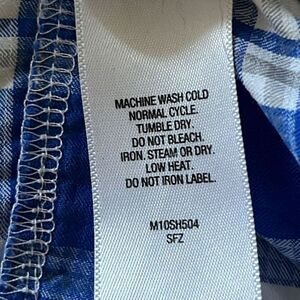 MACHINE WASH COLD
NORMAL CYCLE.
TUMBLE DRY.
DO NOT BLEACH.
IRON. STEAM OR DRY.
LOW HEAT.
DO NOT IRON LABEL.
M10SH504
SFZ